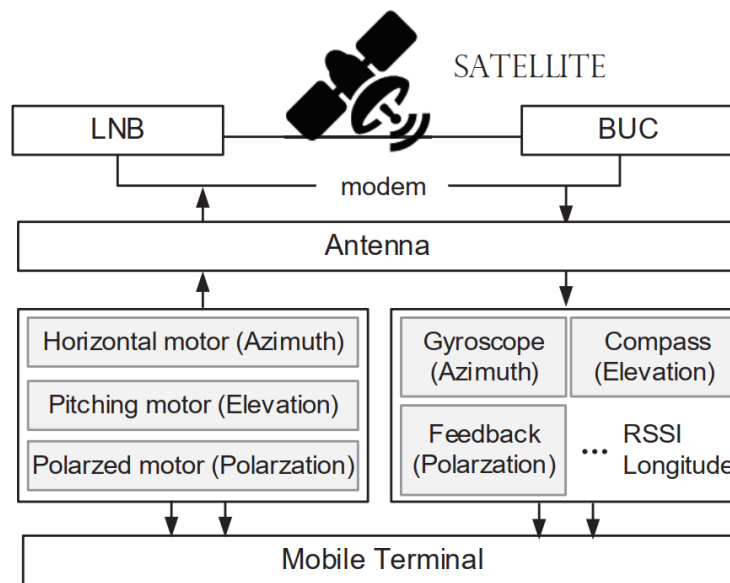 SATELLITE
LNB
BUC
modem
Antenna
Horizontal motor (Azimuth)
Pitching motor (Elevation)
Polarzed motor (Polarzation)
Gyroscope
(Azimuth)
Compass
(Elevation)
Feedback
(Polarzation)
... RSSI
Longitude
Mobile Terminal